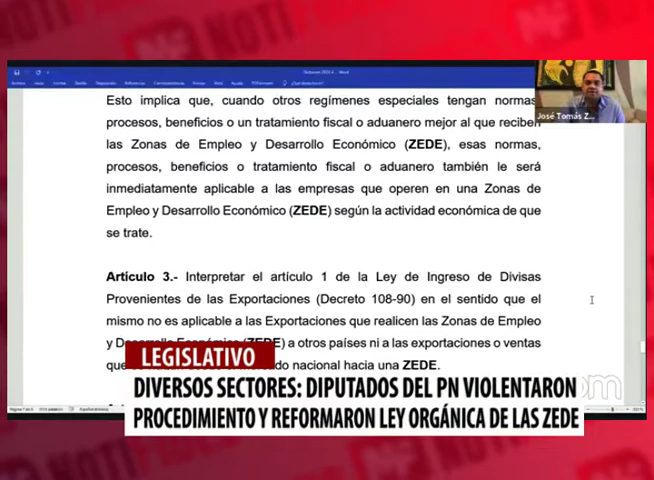 José Tomás Z...
Esto implica que, cuando otros regímenes especiales tengan normas,
procesos, beneficios o un tratamiento fiscal o aduanero mejor al que reciben
las Zonas de Empleo y Desarrollo Económico (ZEDE), esas normas,
procesos, beneficios o tratamiento fiscal o aduanero también le será
inmediatamente aplicable a las empresas que operen en una Zonas de
Empleo y Desarrollo Económico (ZEDE) según la actividad económica de que
se trate.
Artículo 3.- Interpretar el artículo 1 de la Ley de Ingreso de Divisas
Provenientes de las Exportaciones (Decreto 108-90) en el sentido que el
mismo no es aplicable a las Exportaciones que realicen las Zonas de Empleo
a otros países ni a las exportaciones o ventas
nacional hacia una ZEDE.
LEGISLATIVO
DIVERSOS SECTORES: DIPUTADOS DEL PN VIOLENTARON
PROCEDIMIENTO Y REFORMARON LEY ORGÁNICA DE LAS ZEDE